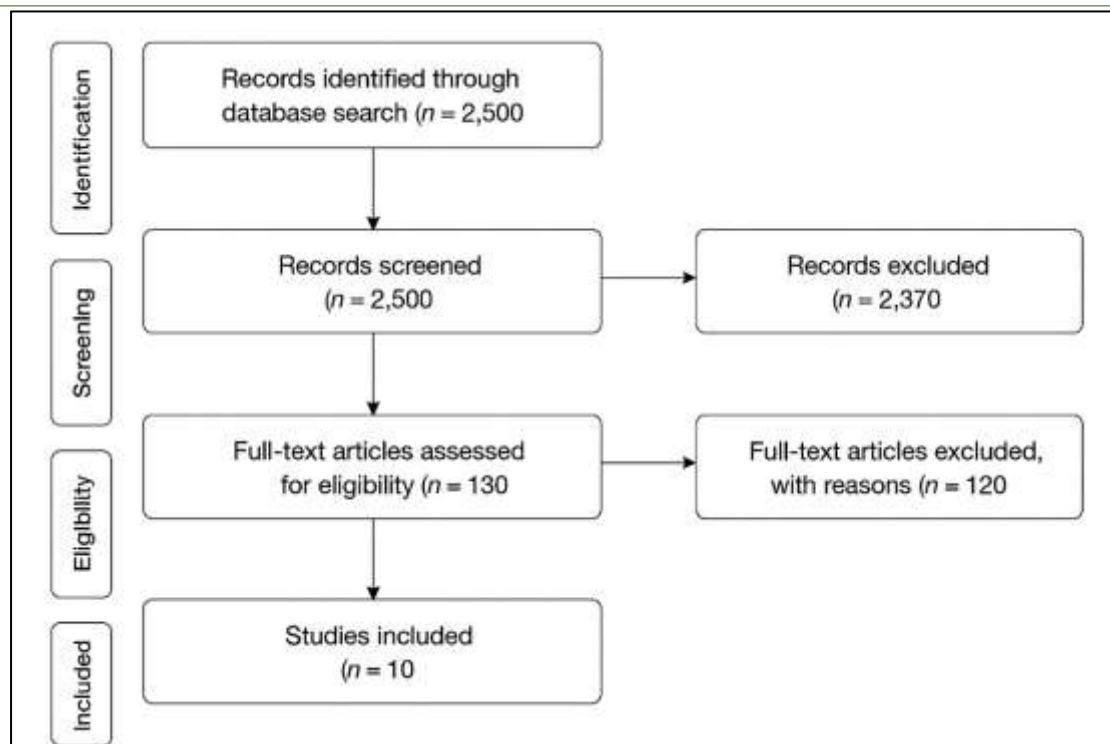 Identification
Records identified through
database search (n = 2,500
Screening
Records screened
(n = 2,500
Records excluded
(n = 2,370
Eligibility
Full-text articles assessed
for eligibility (n = 130
Full-text articles excluded,
with reasons (n = 120
Included
Studies included
(n = 10